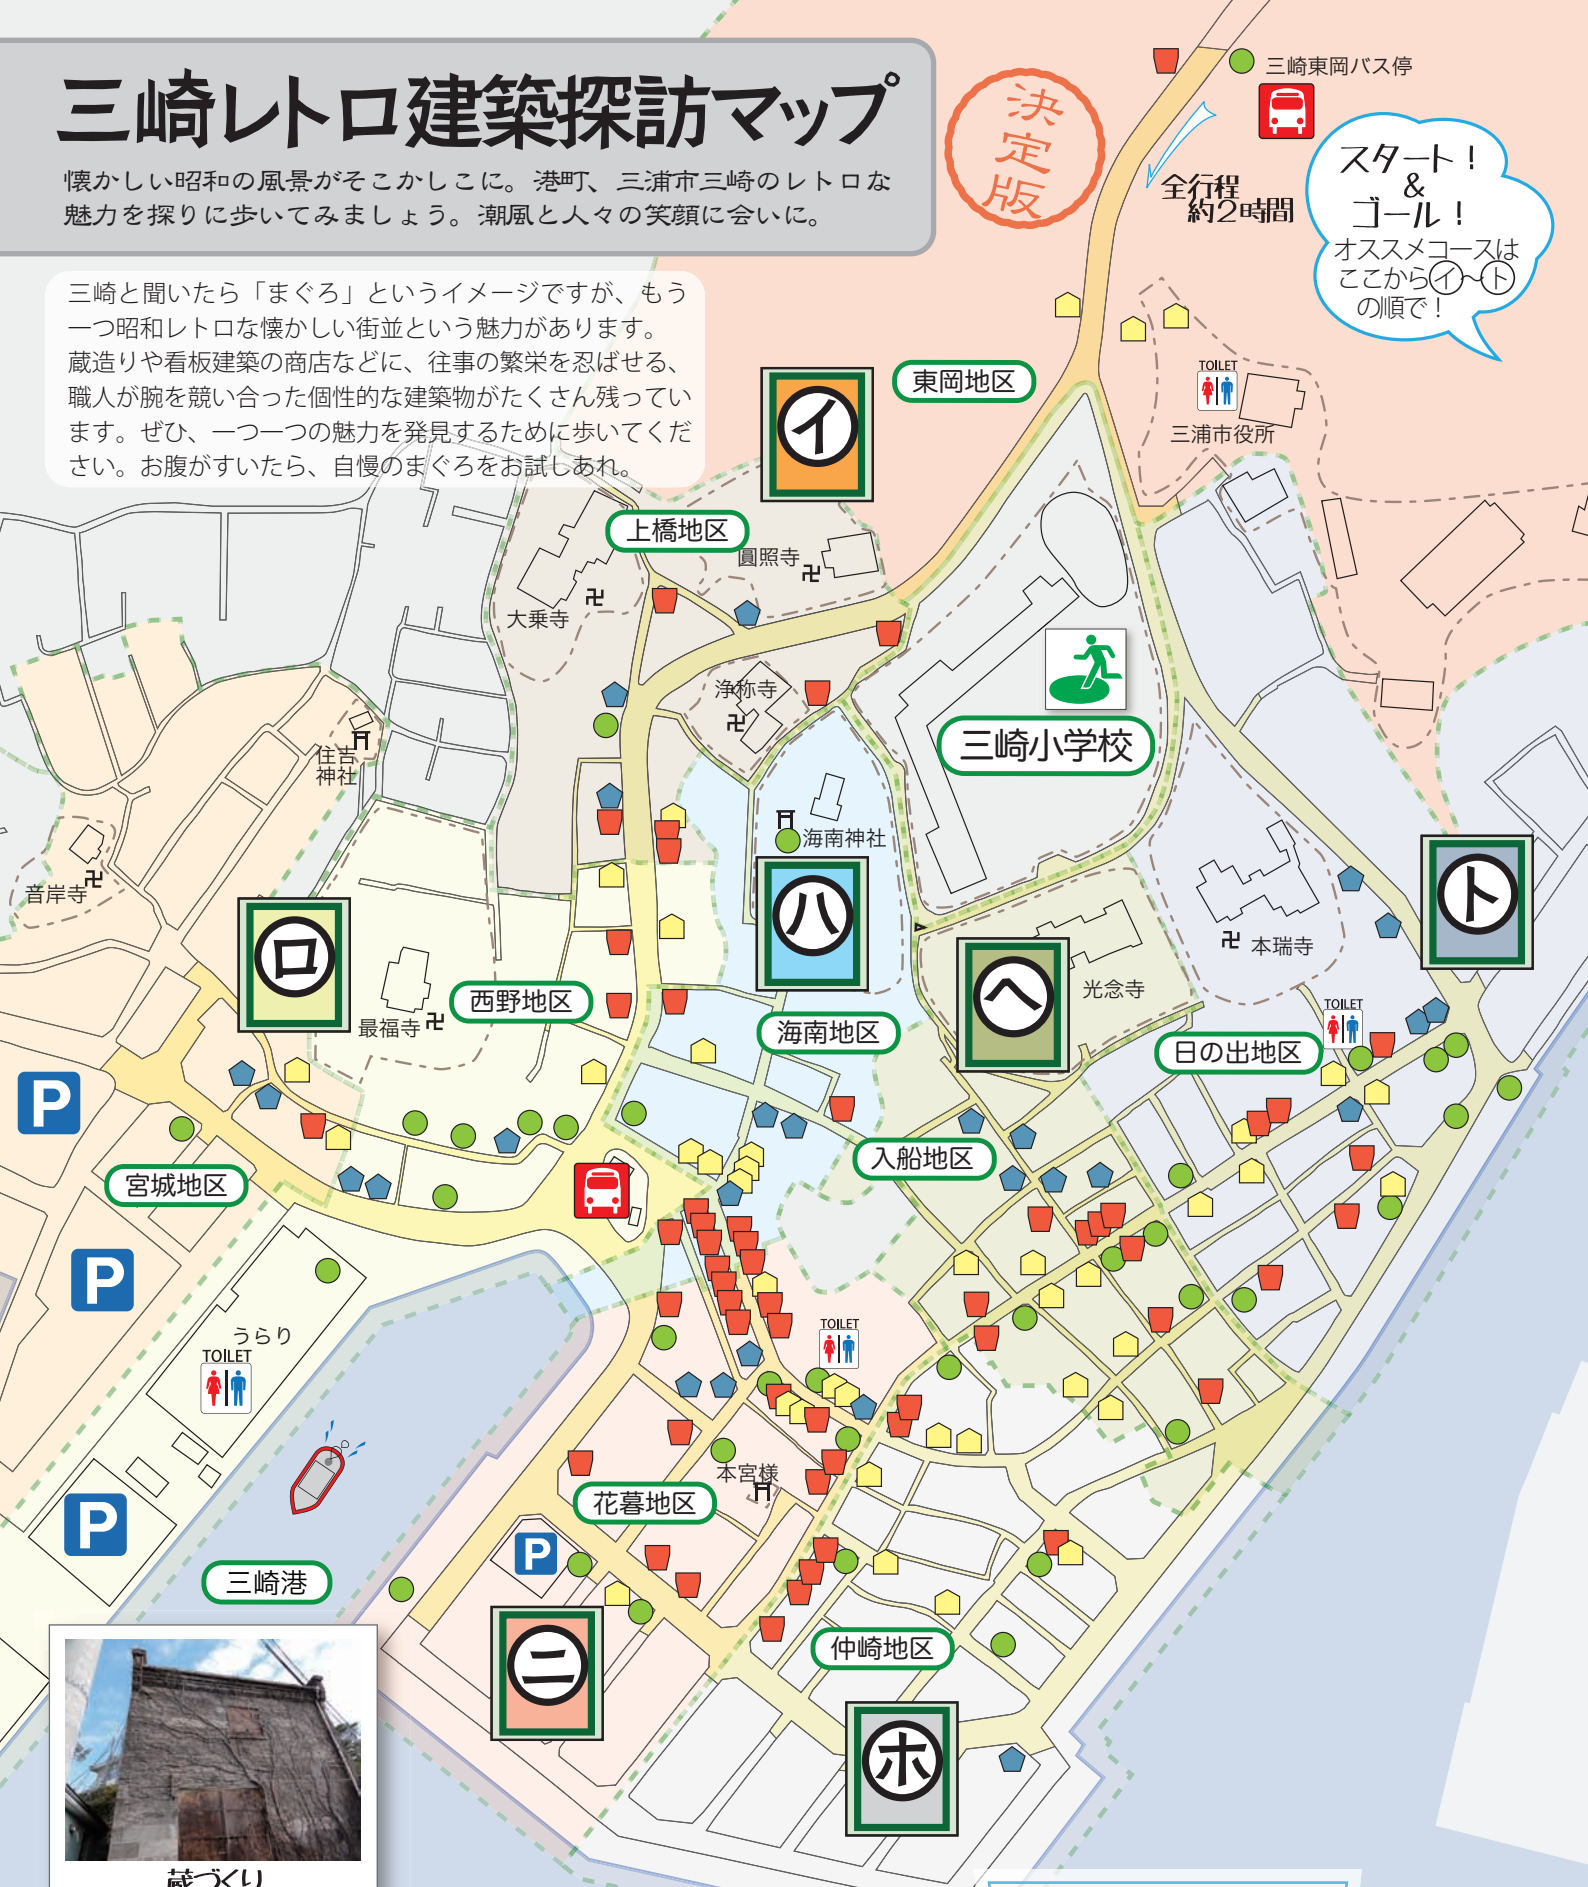 三崎レトロ建築探訪マップ
懐かしい昭和の風景がそこかしこに。港町、三浦市三崎のレトロな
魅力を探りに歩いてみましょう。潮風と人々の笑顔に会いに。
決
定
版
三崎東岡バス停
全行程
約2時間
スタート！
&
ゴール！
オススメコースは
ここからイ〜ト
の順で！
三崎と聞いたら「まぐろ」というイメージですが、もう
一つ昭和レトロな懐かしい街並という魅力があります。
蔵造りや看板建築の商店などに、往事の繁栄を忍ばせる、
職人が腕を競い合った個性的な建築物がたくさん残ってい
ます。ぜひ、一つ一つの魅力を発見するために歩いてくだ
さい。お腹がすいたら、自慢のまぐろをお試しあれ。
東岡地区
イ
TOILET
三浦市役所
上橋地区
圓照寺
大乗寺
浄称寺
三崎小学校
住吉
神社
海南神社
音岸寺
ロ
ハ
ト
本瑞寺
ヘ
光念寺
最福寺
西野地区
海南地区
TOILET
日の出地区
P
宮城地区
入船地区
P
うらり
TOILET
TOILET
P
本宮様
花暮地区
P
三崎港
ニ
仲崎地区
ホ
蔵づくり